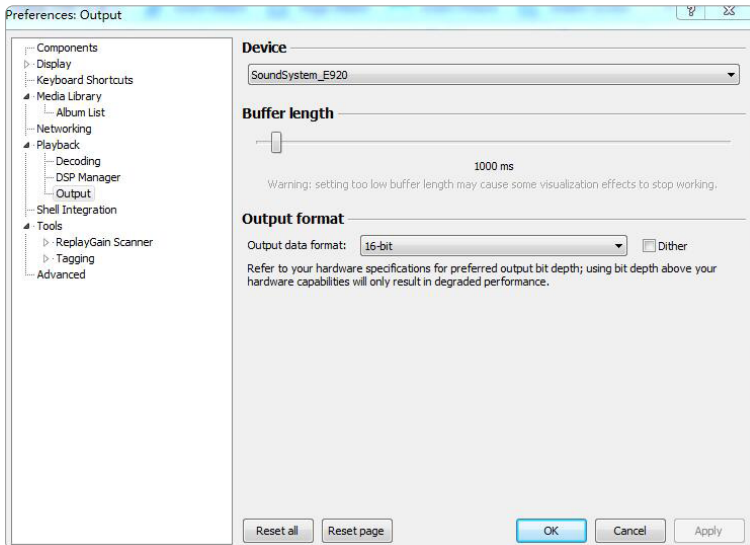 Preferences: Output
Components
Display
Keyboard Shortcuts
Media Library
Album List
Networking
Playback
Decoding
DSP Manager
Output
Shell Integration
Tools
ReplayGain Scanner
Tagging
Advanced
Device
SoundSystem_E920
Buffer length
1000 ms
Warning: setting too low buffer length may cause some visualization effects to stop working.
Output format
Output data format: 16-bit Dither
Refer to your hardware specifications for preferred output bit depth; using bit depth above your
hardware capabilities will only result in degraded performance.
Reset all Reset page OK Cancel Apply